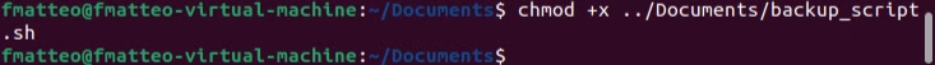 fmatteo@fmatteo-virtual-machine:~/Documents$ chmod +x ../Documents/backup_script
.sh
fmatteo@fmatteo-virtual-machine:~/Documents$